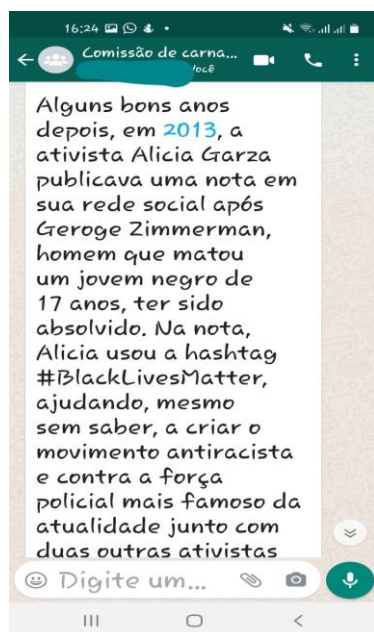 16:24
Comissão de carna...
Você
Alguns bons anos
depois, em 2013, a
ativista Alicia Garza
publicava uma nota em
sua rede social após
Geroge Zimmerman,
homem que matou
um jovem negro de
17 anos, ter sido
absolvido. Na nota,
Alicia usou a hashtag
#BlackLivesMatter,
ajudando, mesmo
sem saber, a criar o
movimento antiracista
e contra a força
policial mais famoso da
atualidade junto com
duas outras ativistas
Digite um...